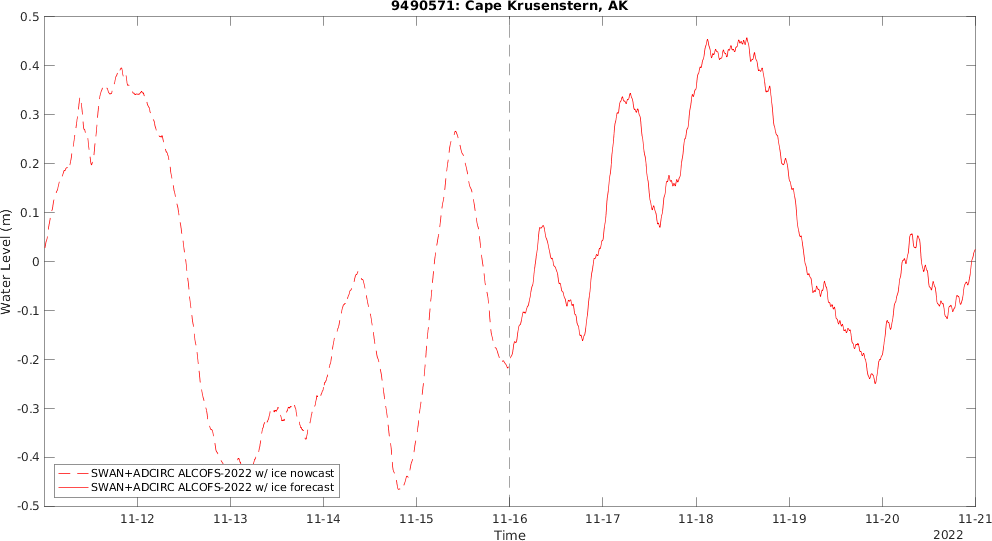 9490571: Cape Krusenstern, AK
0.5
0.4
0.3
0.2
0.1
0
-0.1
-0.2
-0.3
-0.4
-0.5
Water Level (m)
SWAN+ADCIRC ALCOFS-2022 w/ ice nowcast
SWAN+ADCIRC ALCOFS-2022 w/ ice forecast
11-12 11-13 11-14 11-15 11-16 11-17 11-18 11-19 11-20 11-21
Time
2022